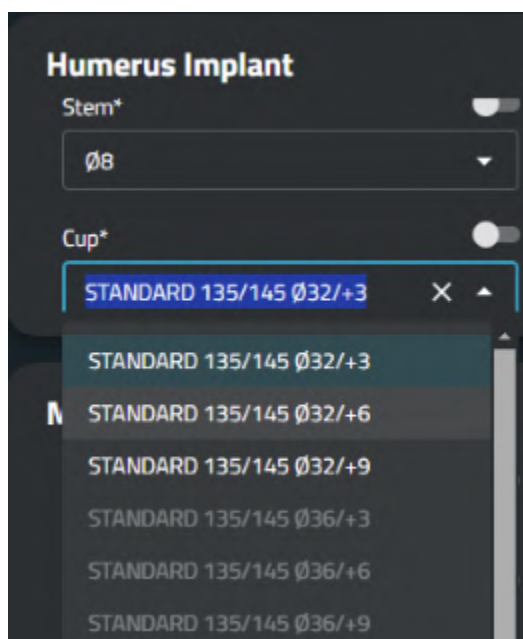 Humerus Implant
Stem*
Ø8
Cup*
STANDARD 135/145 Ø32/+3
STANDARD 135/145 Ø32/+3
STANDARD 135/145 Ø32/+6
STANDARD 135/145 Ø32/+9
STANDARD 135/145 Ø36/+3
STANDARD 135/145 Ø36/+6
STANDARD 135/145 Ø36/+9